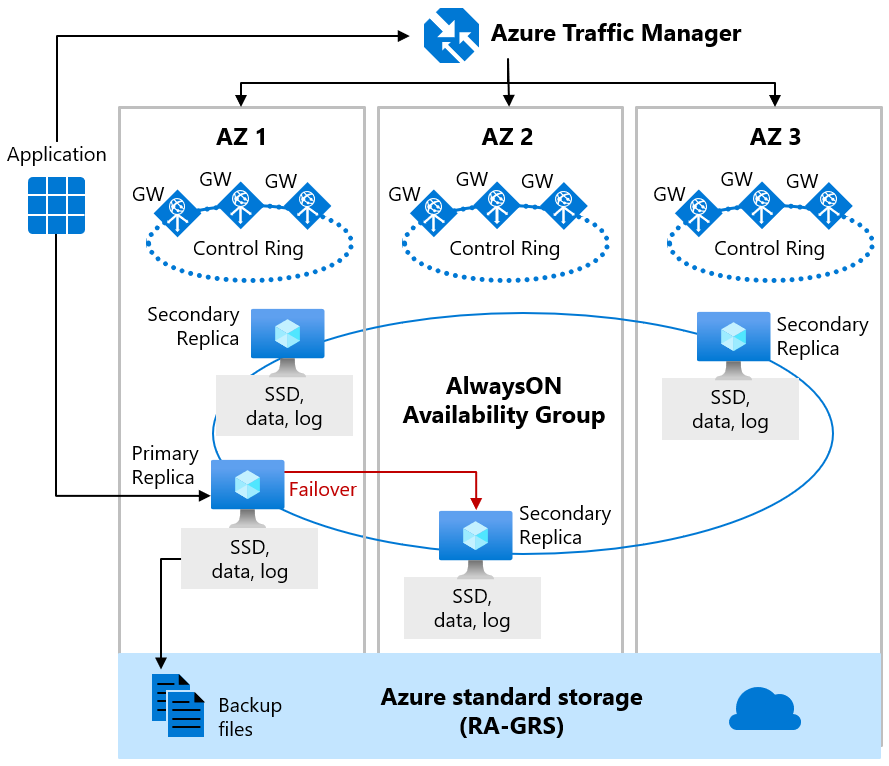 Azure Traffic Manager
Application
AZ 1
AZ 2
AZ 3
GW
GW
GW
Control Ring
GW
GW
GW
Control Ring
GW
GW
GW
Control Ring
Secondary
Replica
SSD,
data, log
AlwaysON
Availability Group
Secondary
Replica
SSD,
data, log
Primary
Replica
Failover
SSD,
data, log
Secondary
Replica
SSD,
data, log
Backup
files
Azure standard storage
(RA-GRS)